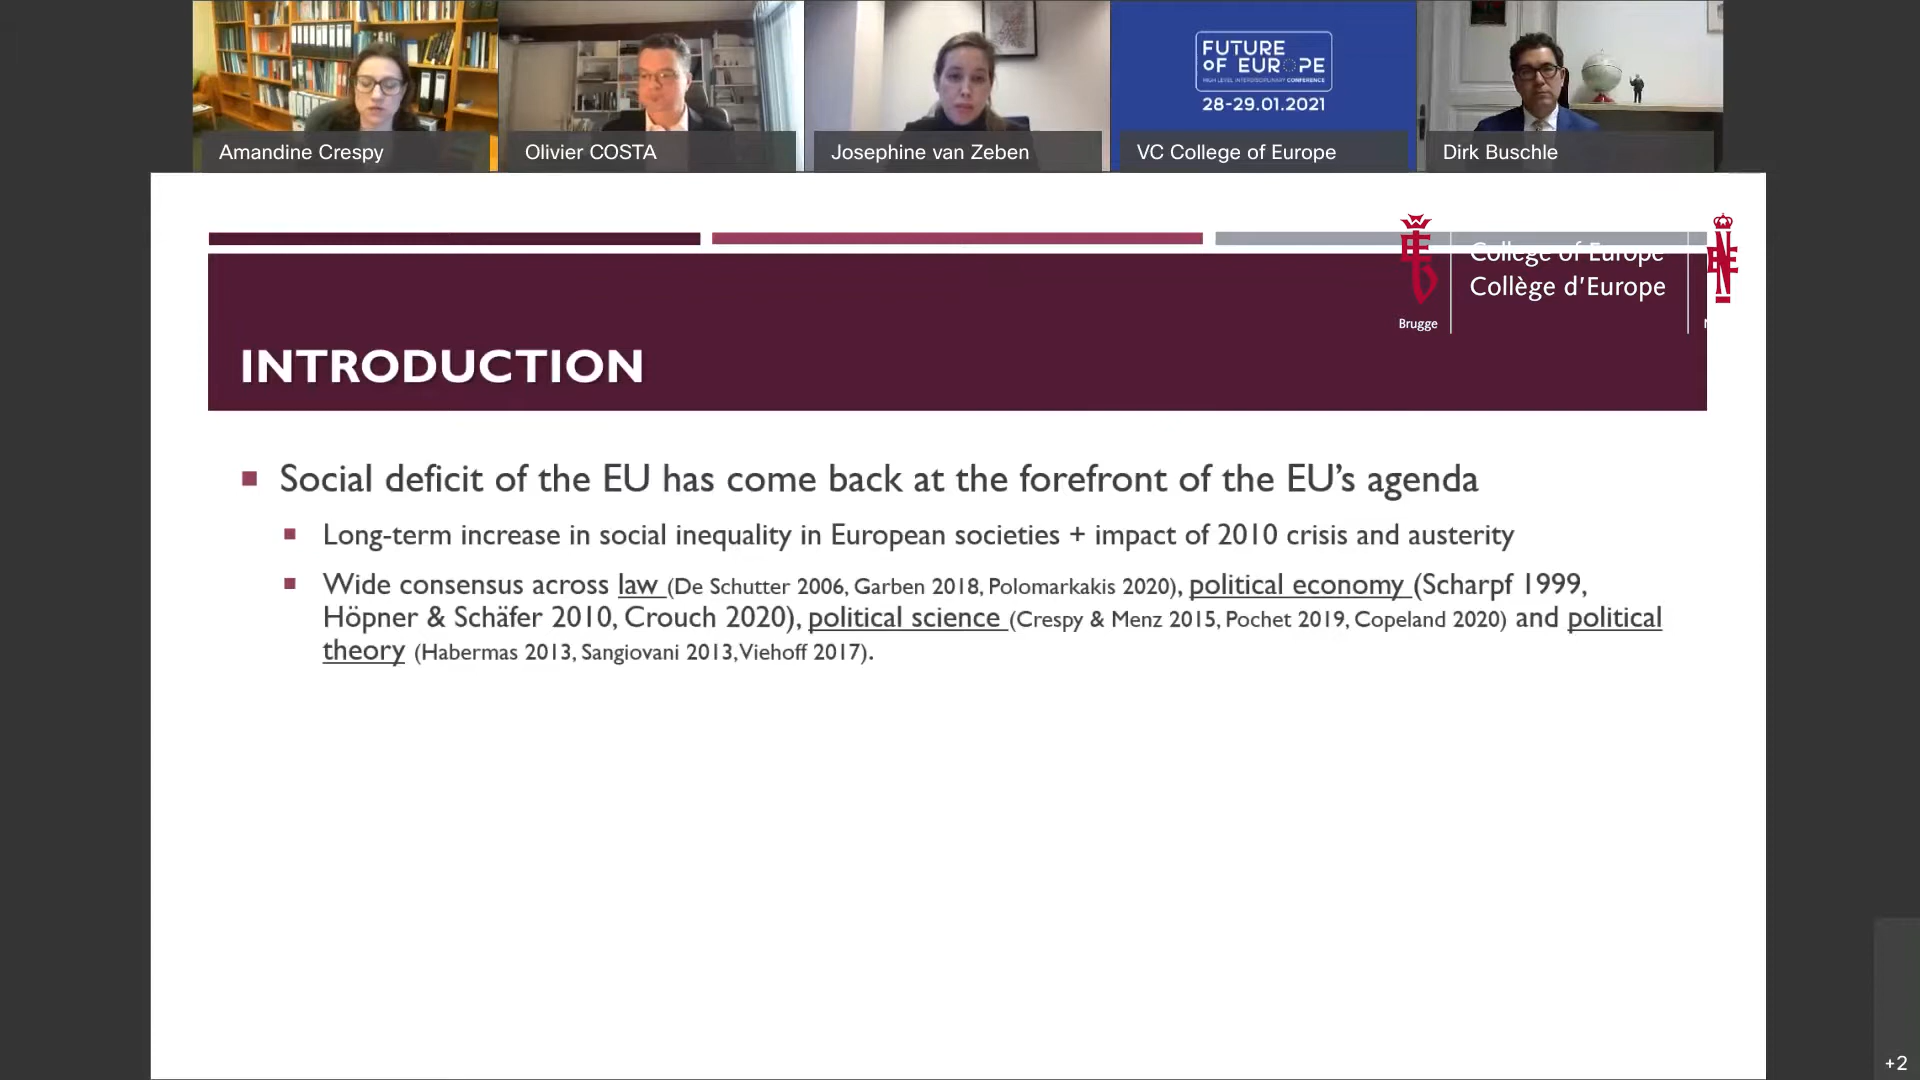 FUTURE
OF EUROPE
HIGH LEVEL INTERDISCIPLINARY CONFERENCE
28-29.01.2021
Amandine Crespy
Olivier COSTA
Josephine van Zeben
VC College of Europe
Dirk Buschle
College of Europe
Collège d'Europe
Brugge
INTRODUCTION
Social deficit of the EU has come back at the forefront of the EU’s agenda
Long-term increase in social inequality in European societies + impact of 2010 crisis and austerity
Wide consensus across law (De Schutter 2006, Garben 2018, Polomarkakis 2020), political economy (Scharpf 1999,
Höpner & Schäfer 2010, Crouch 2020), political science (Crespy & Menz 2015, Pochet 2019, Copeland 2020) and political
theory (Habermas 2013, Sangiovani 2013, Viehoff 2017).
+2